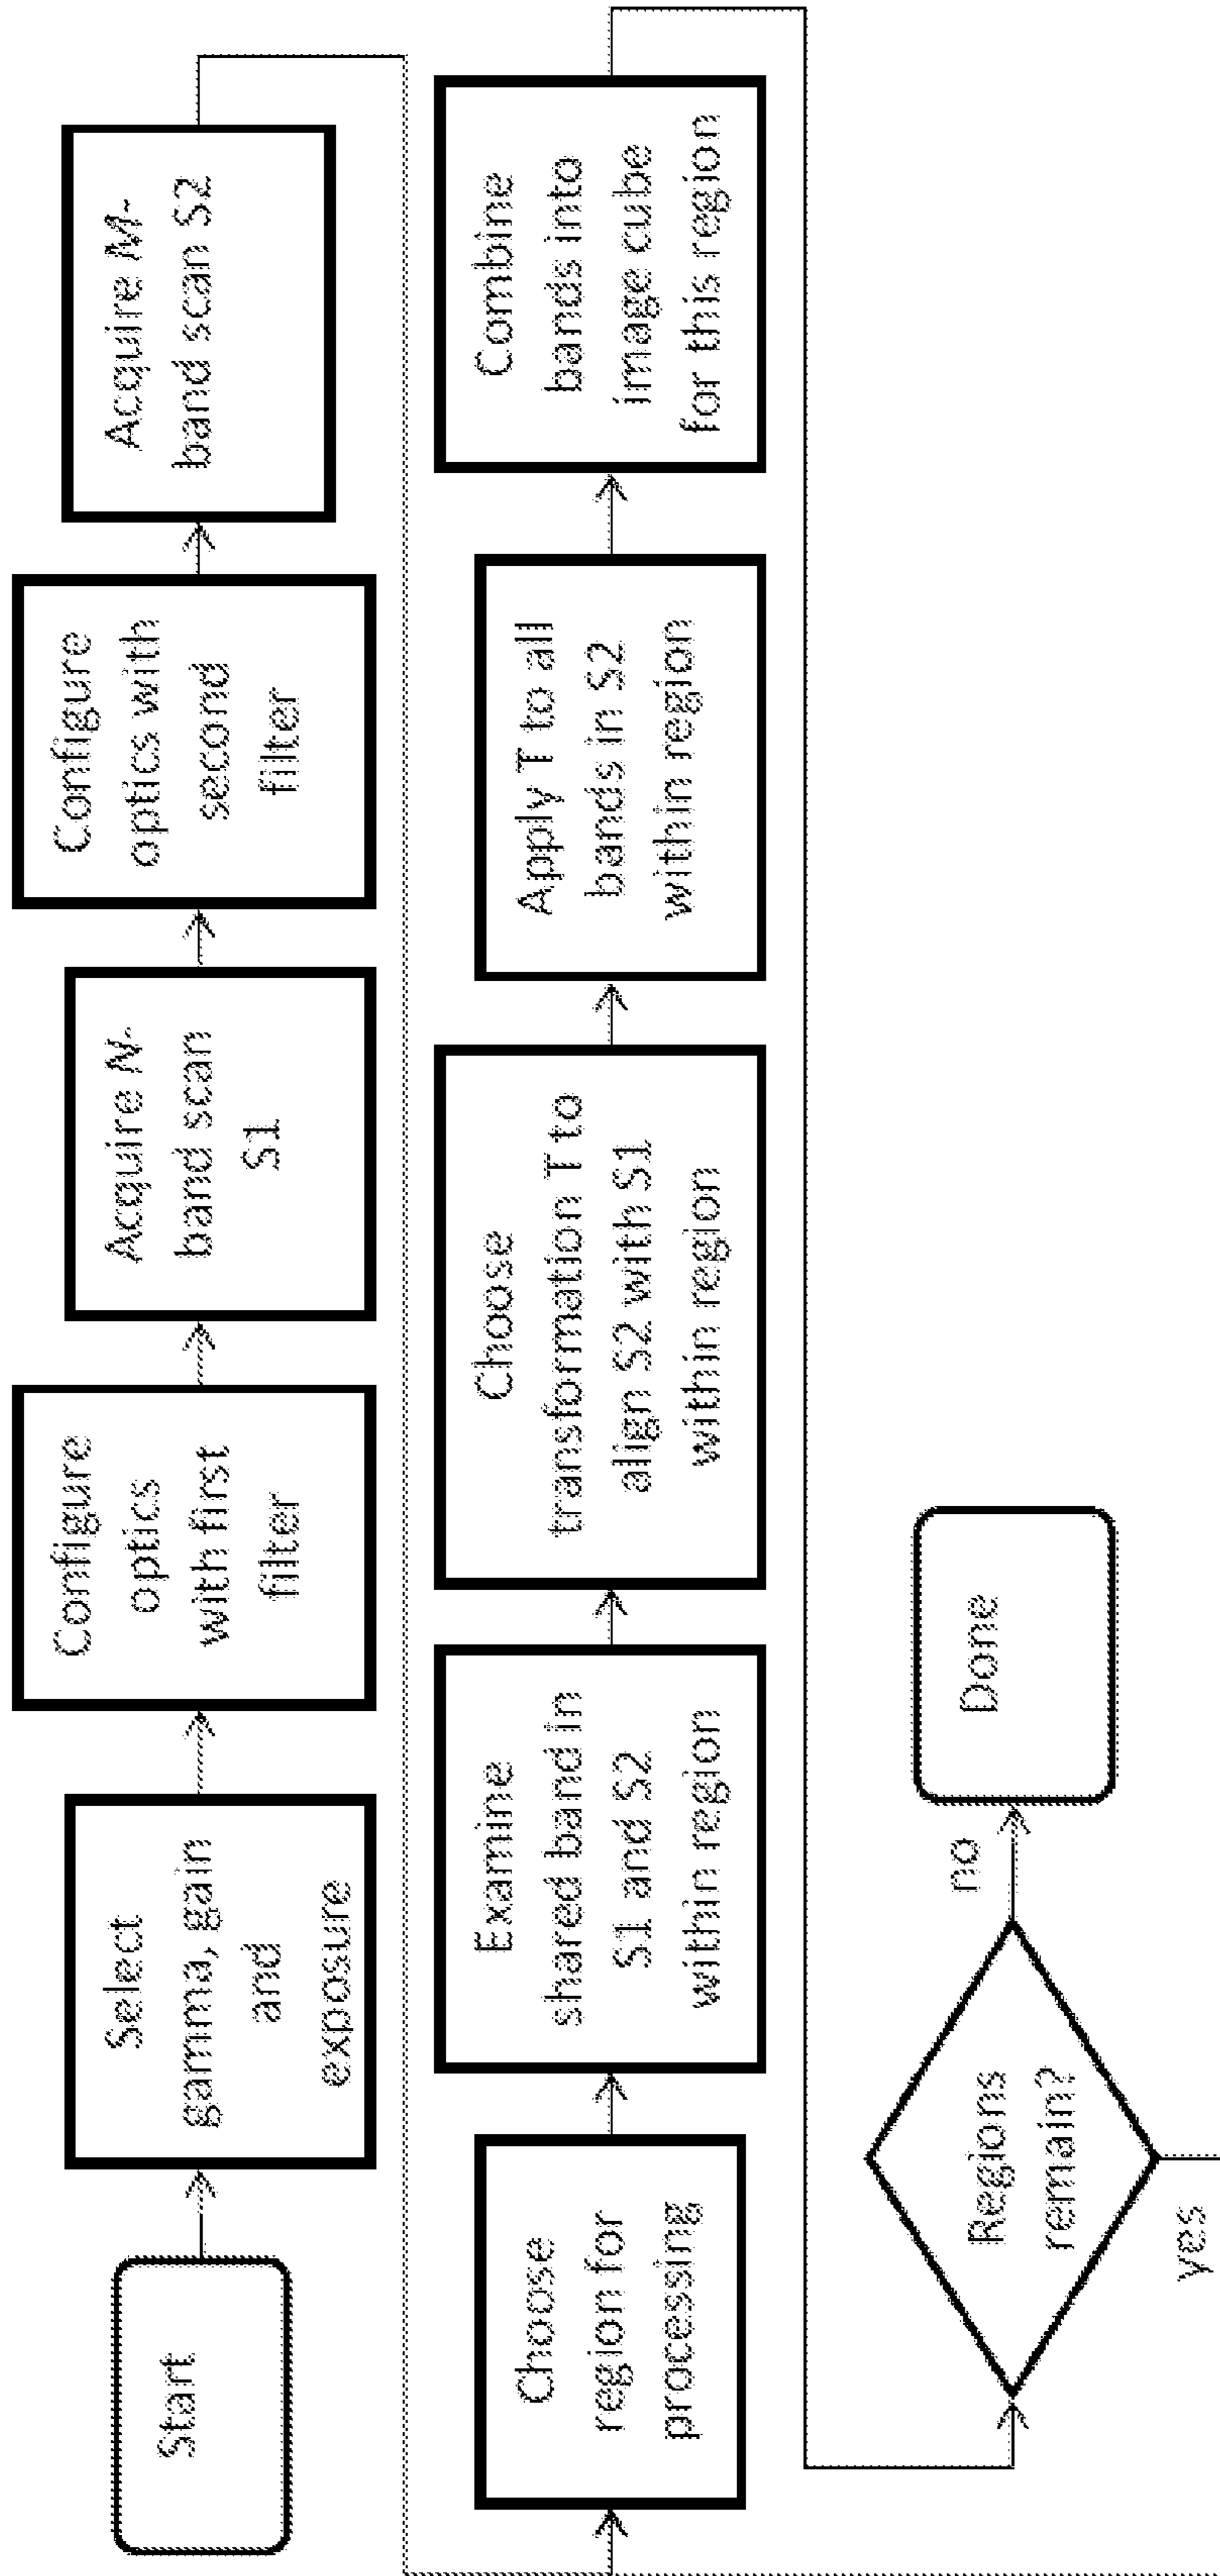 Start
Select
gamma, gain
and
exposure
Configure
optics
with first
filter
Acquire N-
band scan
S1
Configure
optics with
second
filter
Acquire M-
band scan S2
Choose
region for
processing
Examine
shared band in
S1 and S2
within region
Choose
transformation T to
align S2 with S1
within region
Apply T to all
bands in S2
within region
Combine
bands into
image cube
for this region
Regions
remain?
no
Done
yes